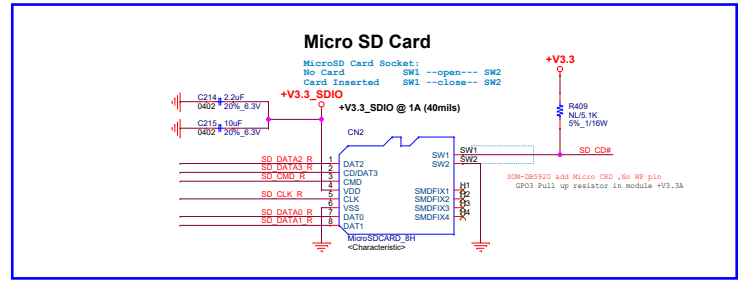 Micro SD Card
MicroSD Card Socket:
No Card SW1 --open--- SW2
Card Inserted SW1 --close-- SW2
+V3.3
+V3.3_SDIO
+V3.3_SDIO @ 1A (40mils)
C214 2.2uF
0402 20%_6.3V
C215 10uF
0402 20%_6.3V
R409
NL/5.1K
5%_1/16W
CN2
SD_DATA2_R 1 DAT2
SD_DATA3_R 2 CD/DAT3
SD_CMD_R 3 CMD
4 VDD
SD_CLK_R 5 CLK
6 VSS
SD_DATA0_R 7 DAT0
SD_DATA1_R 8 DAT1
SW1 SW1 SD_CD#
SW2 SW2
SMDFIX1 H1
SMDFIX2 H2
SMDFIX3 H3
SMDFIX4 H4
MicroSDCARD_8H
<Characteristic>
SOM-DB5920 add Micro CRD ,No WP pin
GPO3 Pull up resistor in module +V3.3A